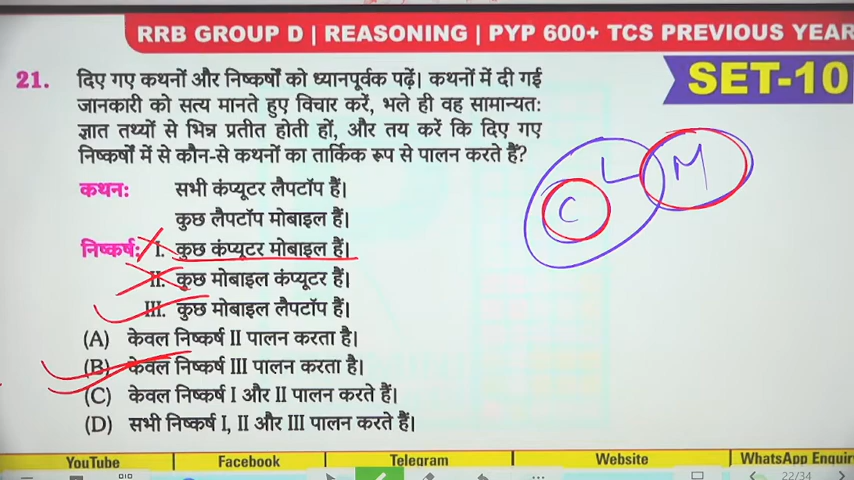 RRB GROUP D | REASONING | PYP 600+ TCS PREVIOUS YEAR
SET-10
21. दिए गए कथनों और निष्कर्षों को ध्यानपूर्वक पढ़ें। कथनों में दी गई
जानकारी को सत्य मानते हुए विचार करें, भले ही वह सामान्यत:
ज्ञात तथ्यों से भिन्न प्रतीत होती हों, और तय करें कि दिए गए
निष्कर्षों में से कौन-से कथनों का तार्किक रूप से पालन करते हैं?
कथन: सभी कंप्यूटर लैपटॉप हैं।
कुछ लैपटॉप मोबाइल हैं।
निष्कर्ष: I. कुछ कंप्यूटर मोबाइल हैं।
II. कुछ मोबाइल कंप्यूटर हैं।
III. कुछ मोबाइल लैपटॉप हैं।
(A) केवल निष्कर्ष II पालन करता है।
(B) केवल निष्कर्ष III पालन करता है।
(C) केवल निष्कर्ष I और II पालन करते हैं।
(D) सभी निष्कर्ष I, II और III पालन करते हैं।
L
M
C
YouTube Facebook Telegram Website WhatsApp Enquir
22/34